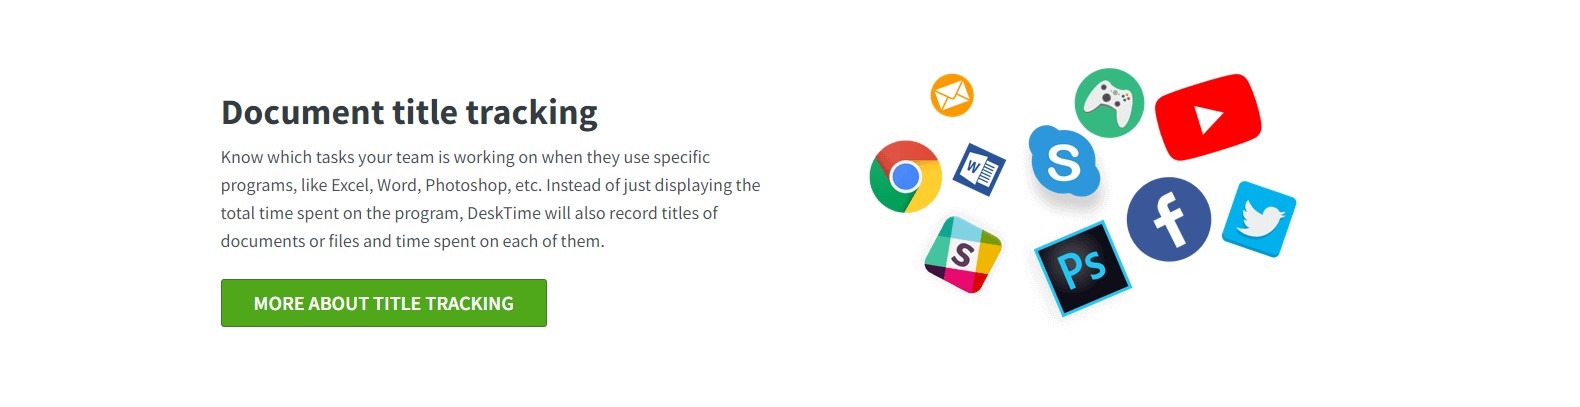 Document title tracking
Know which tasks your team is working on when they use specific
programs, like Excel, Word, Photoshop, etc. Instead of just displaying the
total time spent on the program, DeskTime will also record titles of
documents or files and time spent on each of them.
MORE ABOUT TITLE TRACKING
W
S
S
Ps
f